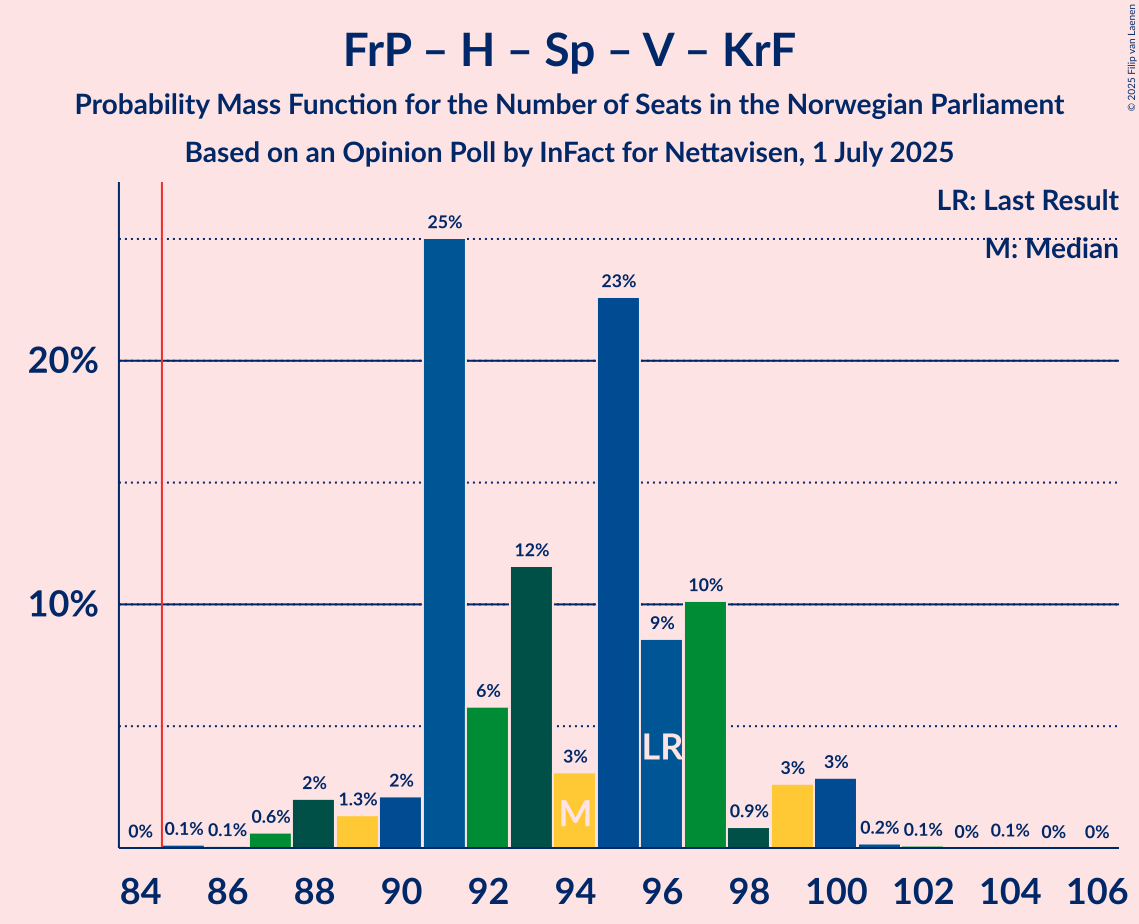 FrP – H – Sp – V – KrF
Probability Mass Function for the Number of Seats in the Norwegian Parliament
Based on an Opinion Poll by InFact for Nettavisen, 1 July 2025
© 2025 Filip van Laenen
LR: Last Result
M: Median
20%
10%
0%
0.1%
0.1%
0.6%
2%
1.3%
2%
25%
6%
12%
3%
23%
9%
10%
0.9%
3%
3%
0.2%
0.1%
0%
0.1%
0%
0%
M
LR
84 86 88 90 92 94 96 98 100 102 104 106